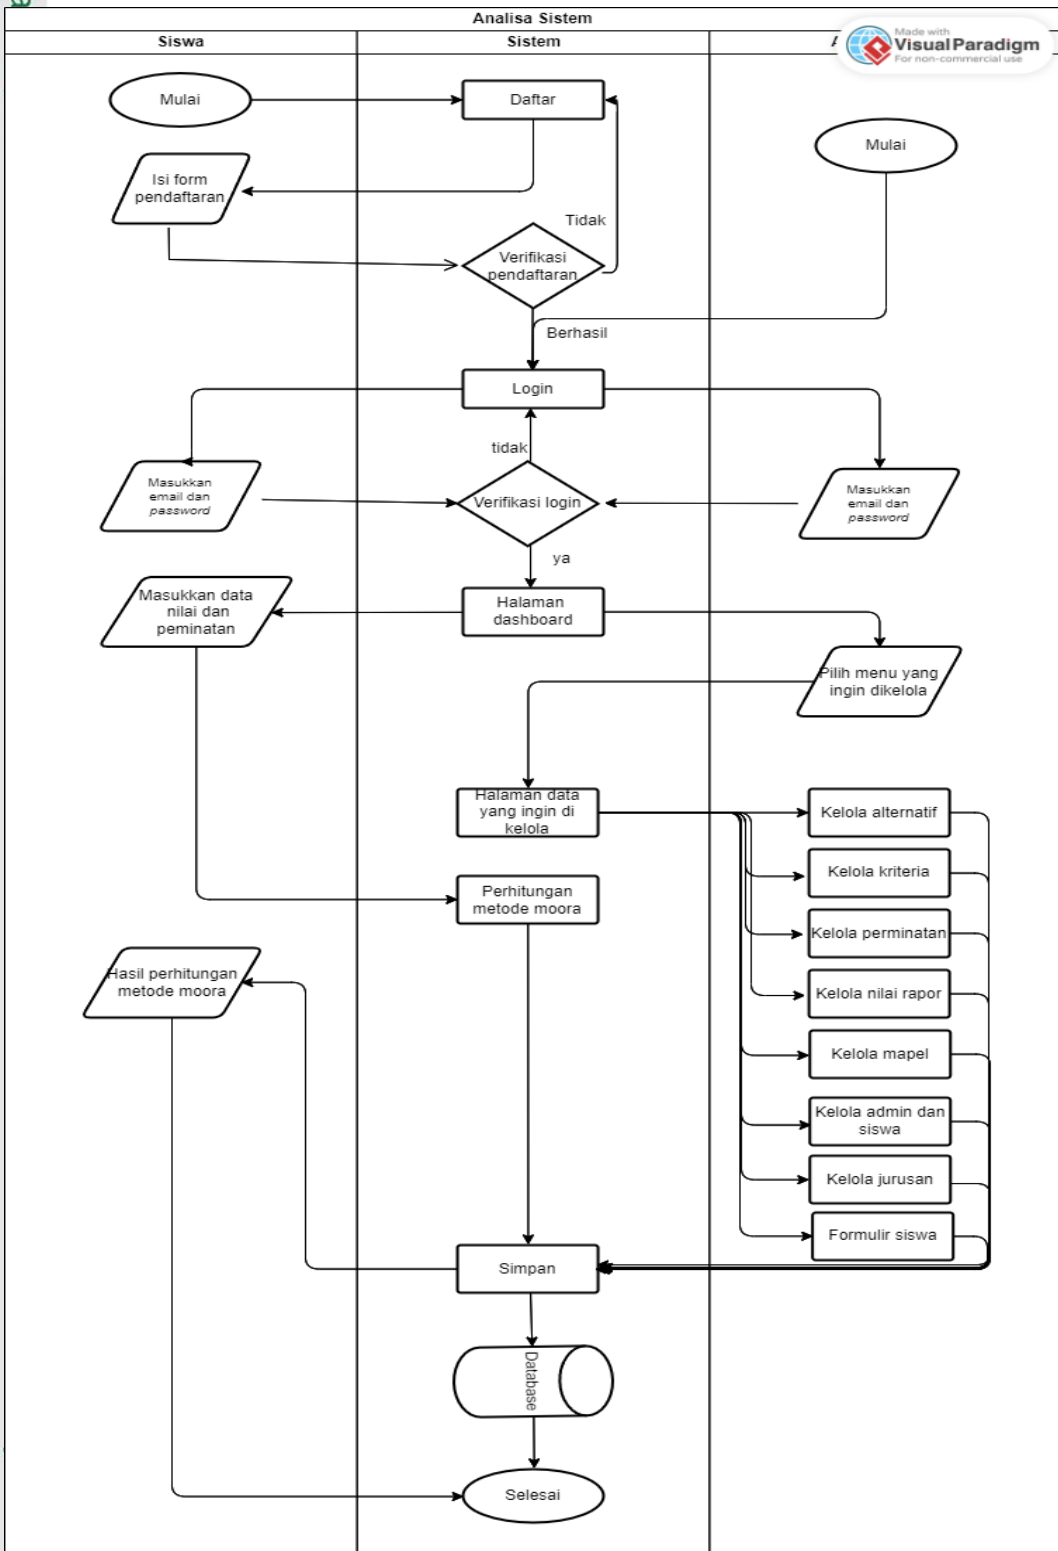 Analisa Sistem
Siswa
Sistem
Made with
Visual Paradigm
For non-commercial use
Mulai
Daftar
Mulai
Isi form
pendaftaran
Tidak
Verifikasi
pendaftaran
Berhasil
Login
tidak
Masukkan
email dan
password
Verifikasi login
Masukkan
email dan
password
ya
Masukkan data
nilai dan
peminatan
Halaman
dashboard
Pilih menu yang
ingin dikelola
Halaman data
yang ingin di
kelola
Kelola alternatif
Kelola kriteria
Perhitungan
metode moora
Kelola perminatan
Hasil perhitungan
metode moora
Kelola nilai rapor
Kelola mapel
Kelola admin dan
siswa
Kelola jurusan
Formulir siswa
Simpan
Database
Selesai